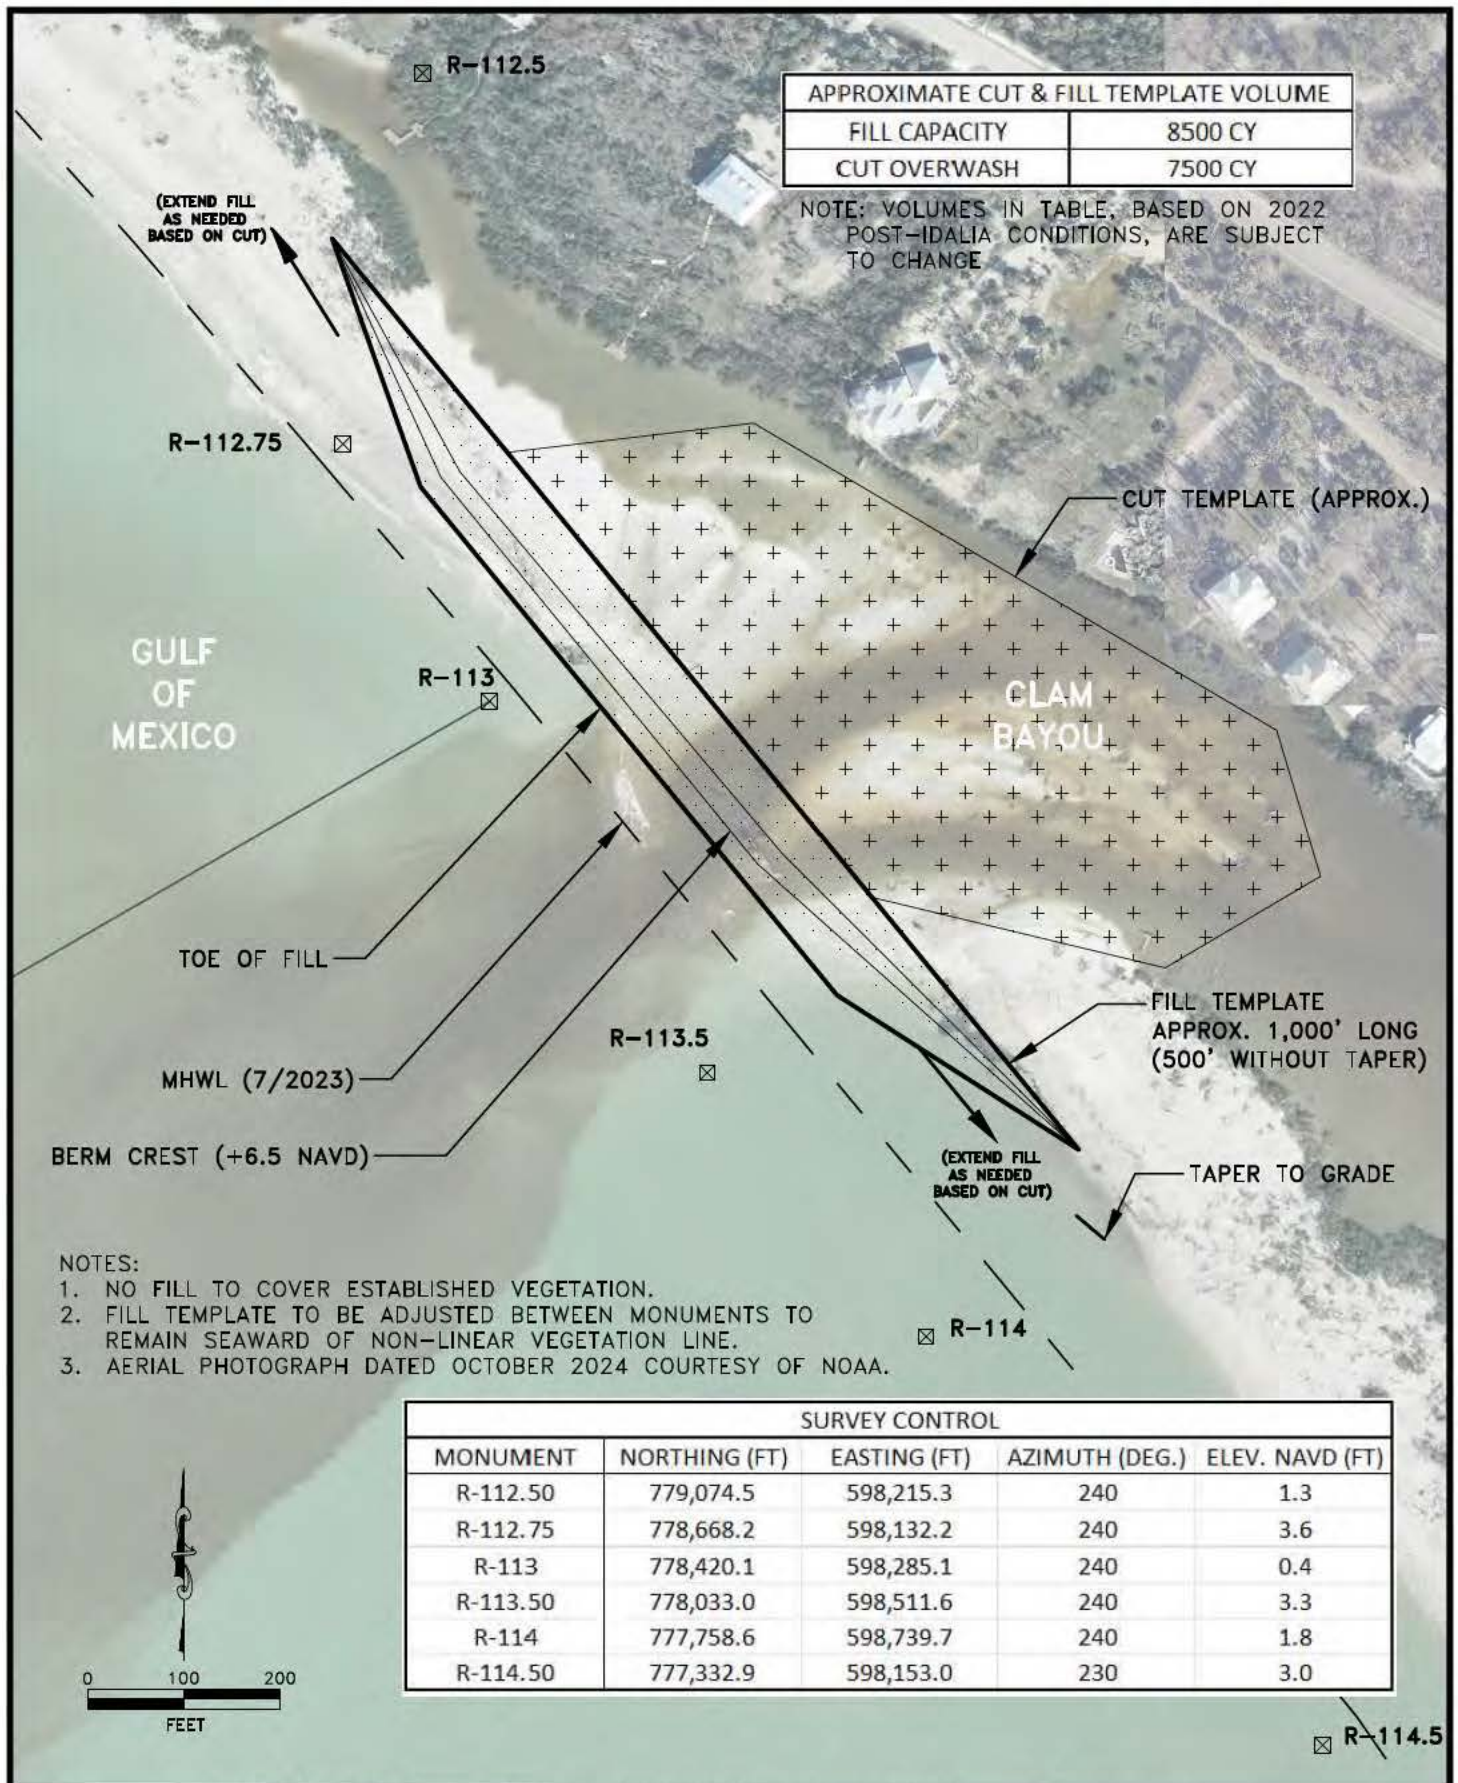 R-112.5
APPROXIMATE CUT & FILL TEMPLATE VOLUME
FILL CAPACITY 8500 CY
CUT OVERWASH 7500 CY
NOTE: VOLUMES IN TABLE, BASED ON 2022
POST-IDALIA CONDITIONS, ARE SUBJECT
TO CHANGE
(EXTEND FILL
AS NEEDED
BASED ON CUT)
R-112.75
CUT TEMPLATE (APPROX.)
GULF
OF
MEXICO
R-113
CLAM
BAYOU
TOE OF FILL
FILL TEMPLATE
APPROX. 1,000' LONG
(500' WITHOUT TAPER)
R-113.5
MHWL (7/2023)
BERM CREST (+6.5 NAVD)
(EXTEND FILL
AS NEEDED
BASED ON CUT)
TAPER TO GRADE
NOTES:
1. NO FILL TO COVER ESTABLISHED VEGETATION.
2. FILL TEMPLATE TO BE ADJUSTED BETWEEN MONUMENTS TO
REMAIN SEAWARD OF NON-LINEAR VEGETATION LINE.
3. AERIAL PHOTOGRAPH DATED OCTOBER 2024 COURTESY OF NOAA.
R-114
SURVEY CONTROL
MONUMENT NORTHING (FT) EASTING (FT) AZIMUTH (DEG.) ELEV. NAVD (FT)
R-112.50 779,074.5 598,215.3 240 1.3
R-112.75 778,668.2 598,132.2 240 3.6
R-113 778,420.1 598,285.1 240 0.4
R-113.50 778,033.0 598,511.6 240 3.3
R-114 777,758.6 598,739.7 240 1.8
R-114.50 777,332.9 598,153.0 230 3.0
0 100 200
FEET
R-114.5